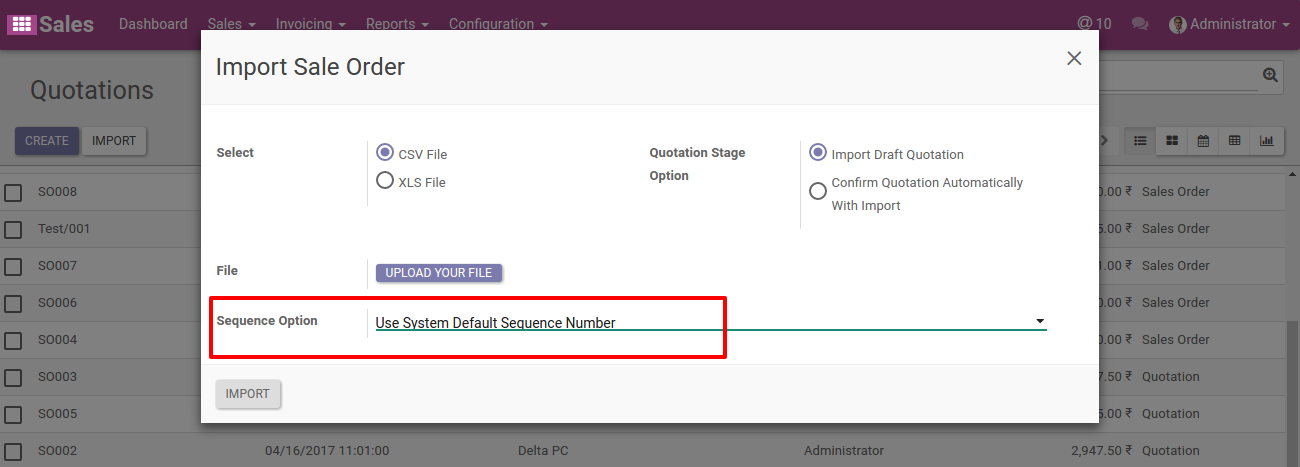 Sales Dashboard Sales Invoicing Reports Configuration @ 10 Administrator
Import Sale Order
Quotations
CREATE IMPORT
Select
CSV File
XLS File
Quotation Stage
Option
Import Draft Quotation
Confirm Quotation Automatically
With Import
File
UPLOAD YOUR FILE
Sequence Option
Use System Default Sequence Number
IMPORT
SO008 0.00 ₹ Sales Order
Test/001 5.00 ₹ Sales Order
SO007 1.00 ₹ Sales Order
SO006 0.00 ₹ Sales Order
SO004 0.00 ₹ Sales Order
SO003 7.50 ₹ Quotation
SO005 5.00 ₹ Quotation
SO002 04/16/2017 11:01:00 Delta PC Administrator 2,947.50 ₹ Quotation